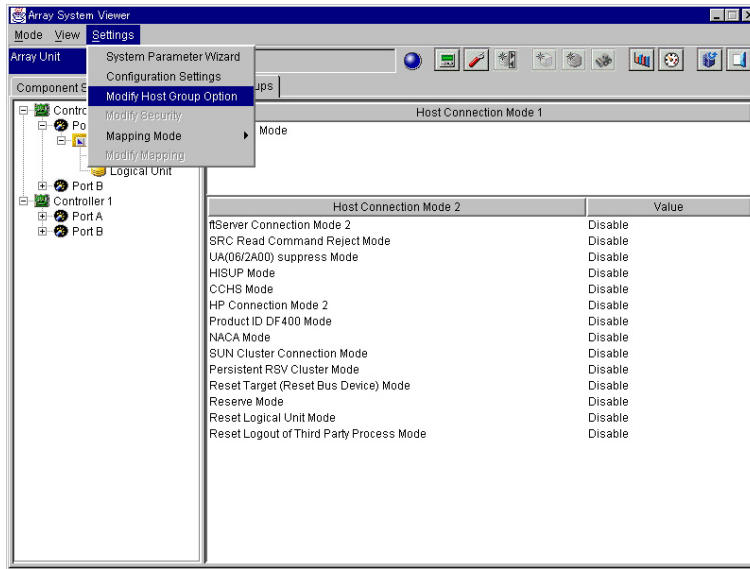 Array System Viewer
Mode View Settings
Array Unit
System Parameter Wizard
Configuration Settings
Modify Host Group Option
Modify Security
Mapping Mode
Modify Mapping
Component
ups
Host Connection Mode 1
Mode
Logical Unit
Port B
Controller 1
Port A
Port B
Host Connection Mode 2 Value
ftServer Connection Mode 2 Disable
SRC Read Command Reject Mode Disable
UA(06/2A00) suppress Mode Disable
HISUP Mode Disable
CCHS Mode Disable
HP Connection Mode 2 Disable
Product ID DF400 Mode Disable
NACA Mode Disable
SUN Cluster Connection Mode Disable
Persistent RSV Cluster Mode Disable
Reset Target (Reset Bus Device) Mode Disable
Reserve Mode Disable
Reset Logical Unit Mode Disable
Reset Logout of Third Party Process Mode Disable